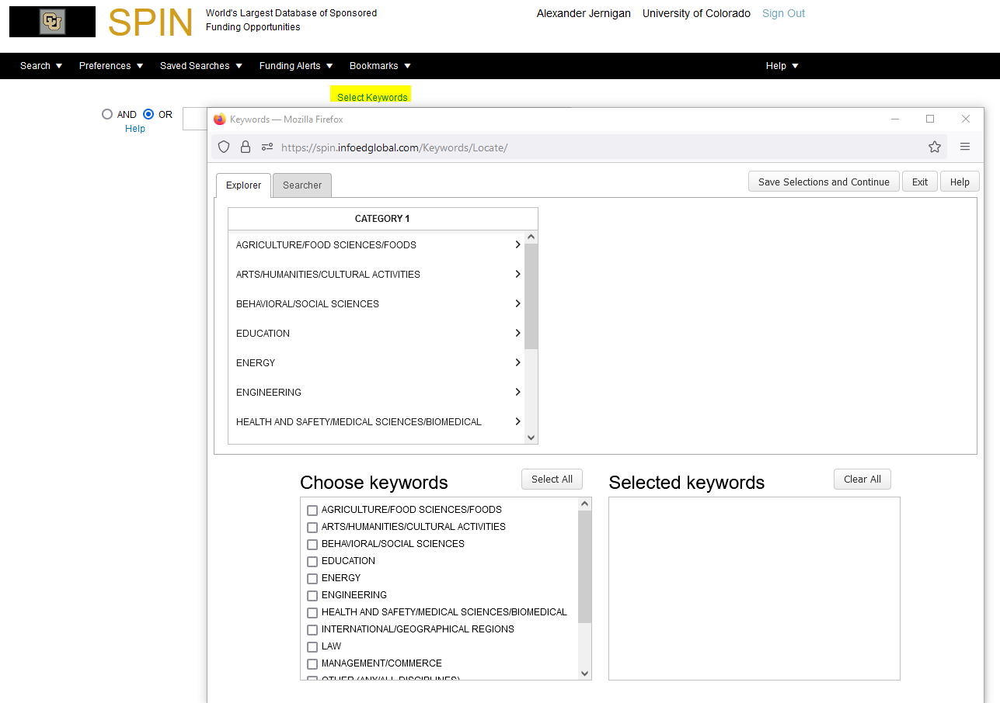 CU
SPIN
World's Largest Database of Sponsored
Funding Opportunities
Alexander Jernigan University of Colorado Sign Out
Search Preferences Saved Searches Funding Alerts Bookmarks Help
Select Keywords
AND OR
Help
Keywords — Mozilla Firefox
https://spin.infoedglobal.com/Keywords/Locate/
Explorer Searcher Save Selections and Continue Exit Help
CATEGORY 1
AGRICULTURE/FOOD SCIENCES/FOODS
ARTS/HUMANITIES/CULTURAL ACTIVITIES
BEHAVIORAL/SOCIAL SCIENCES
EDUCATION
ENERGY
ENGINEERING
HEALTH AND SAFETY/MEDICAL SCIENCES/BIOMEDICAL
Choose keywords Select All
AGRICULTURE/FOOD SCIENCES/FOODS
ARTS/HUMANITIES/CULTURAL ACTIVITIES
BEHAVIORAL/SOCIAL SCIENCES
EDUCATION
ENERGY
ENGINEERING
HEALTH AND SAFETY/MEDICAL SCIENCES/BIOMEDICAL
INTERNATIONAL/GEOGRAPHICAL REGIONS
LAW
MANAGEMENT/COMMERCE
OTHER (ANY/ALL DISCIPLINES)
Selected keywords Clear All